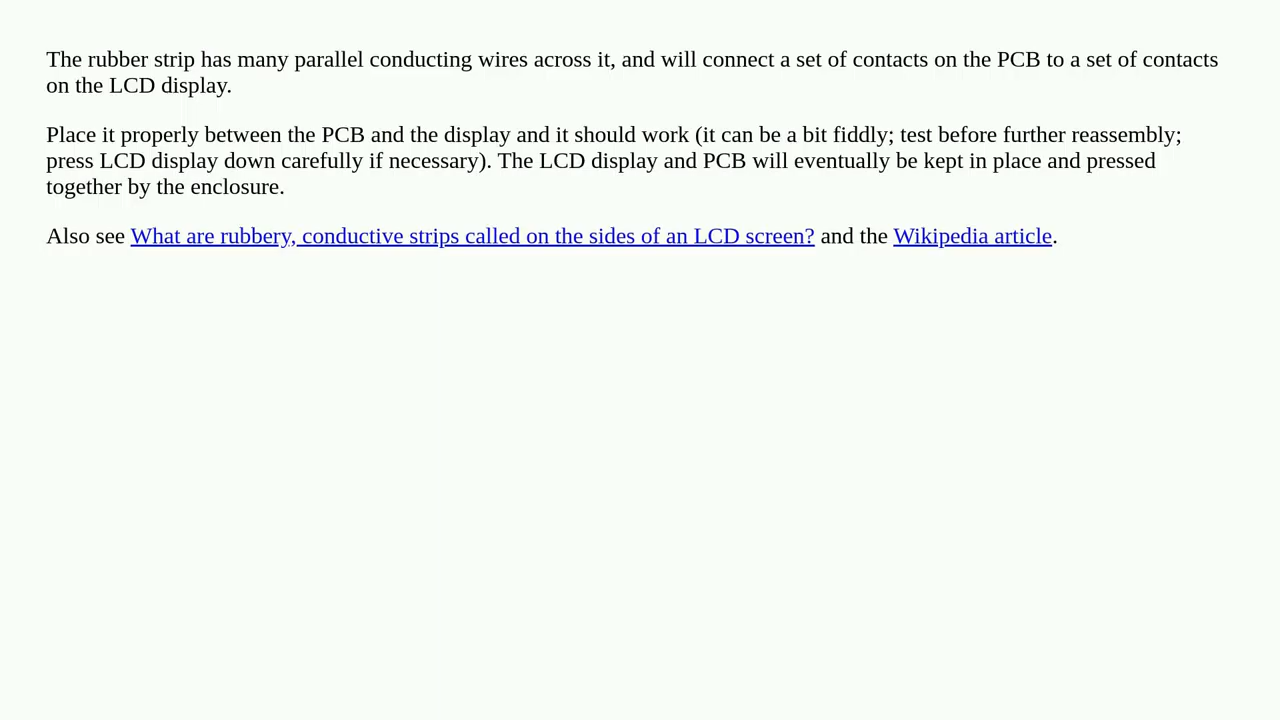 The rubber strip has many parallel conducting wires across it, and will connect a set of contacts on the PCB to a set of contacts
on the LCD display.
Place it properly between the PCB and the display and it should work (it can be a bit fiddly; test before further reassembly;
press LCD display down carefully if necessary). The LCD display and PCB will eventually be kept in place and pressed
together by the enclosure.
Also see What are rubbery, conductive strips called on the sides of an LCD screen? and the Wikipedia article.